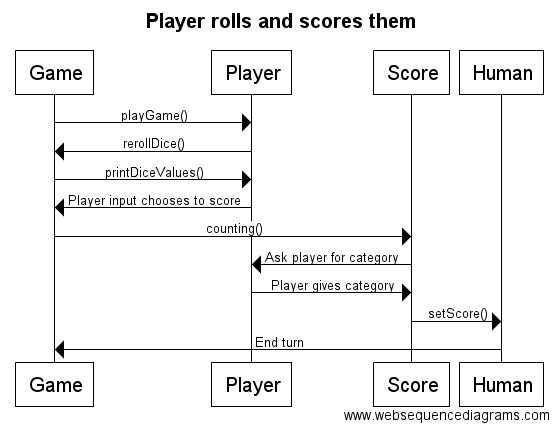 Player rolls and scores them
Game Player Score Human
playGame()
rerollDice()
printDiceValues()
Player input chooses to score
counting()
Ask player for category
Player gives category
setScore()
End turn
Game Player Score Human
www.websequencediagrams.com